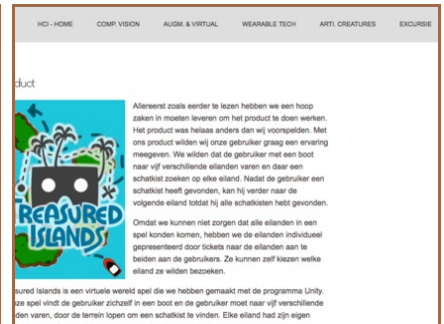 HCI - HOME COMP. VISION AUGM. & VIRTUAL WEARABLE TECH ARTI. CREATURES EXCURSIE
duct
Allereerst zoals eerder te lezen hebben we een hoop
zaken in moeten leveren om het product te doen werken.
Het product was helaas anders dan wij voorspelden. Met
ons product wilden wij onze gebruiker graag een ervaring
meegeven. We wilden dat de gebruiker met een boot
naar vijf verschillende eilanden varen en daar een
schatkist zoeken op elke eiland. Nadat de gebruiker een
schatkist heeft gevonden, kan hij verder naar de
volgende eiland totdat hij alle schatkisten hebt gevonden.
REASURED
ISLANDS
Omdat we kunnen niet zorgen dat alle eilanden in een
spel konden komen, hebben we de eilanden individueel
gepresenteerd door tickets naar de eilanden aan te
beiden aan de gebruikers. Ze kunnen zelf kiezen welke
eiland ze wilden bezoeken.
sured Islands is een virtuele wereld spel die we hebben gemaakt met de programma Unity.
ze spel vindt de gebruiker zichzelf in een boot en de gebruiker moet naar vijf verschillende
den varen, door de terrein lopen om een schatkist te vinden. Elke eiland had zijn eigen